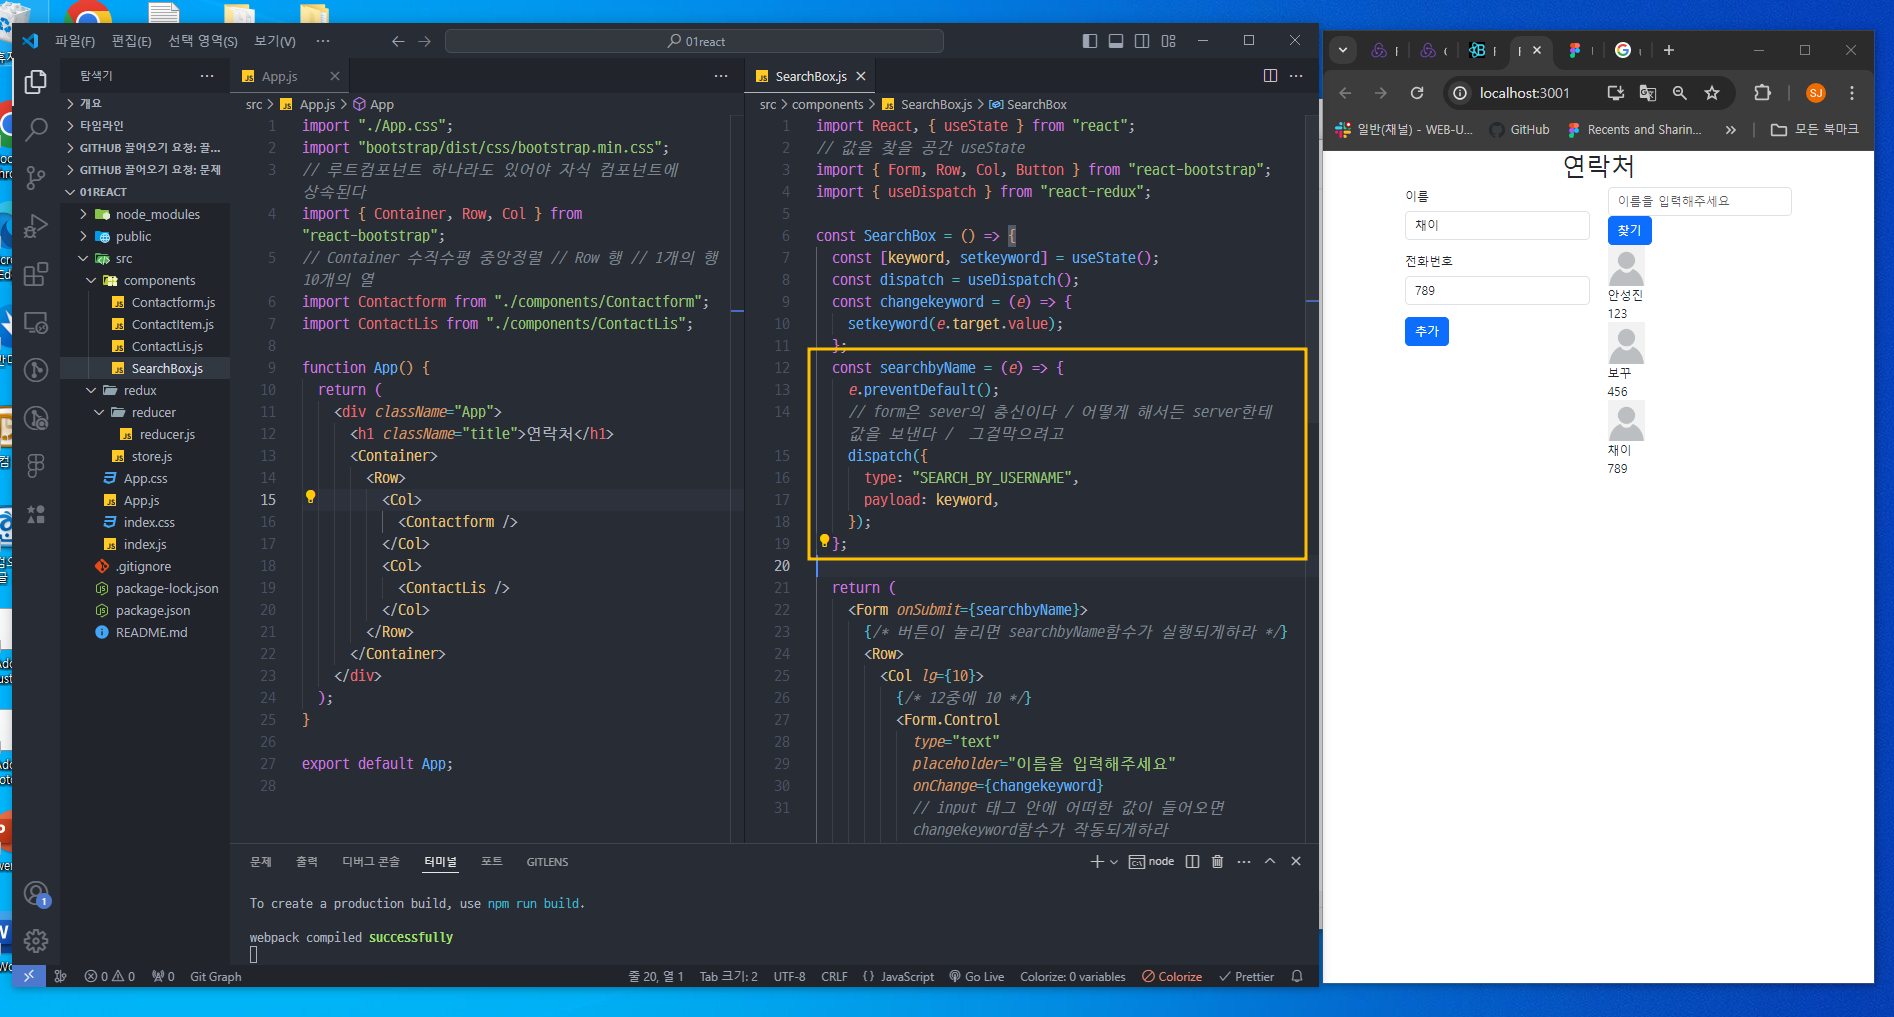 파일(F) 편집(E) 선택 영역(S) 보기(V) ··· 01react
탐색기 ···
개요
타임라인
GITHUB 끌어오기 요청: 끌...
GITHUB 끌어오기 요청: 문제
01REACT
node_modules
public
src
components
Contactform.js
ContactItem.js
ContactLis.js
SearchBox.js
redux
reducer
reducer.js
store.js
App.css
App.js
index.css
index.js
.gitignore
package-lock.json
package.json
README.md
App.js
src > App.js > App
1 import "./App.css";
2 import "bootstrap/dist/css/bootstrap.min.css";
3 // 루트컴포넌트 하나라도 있어야 자식 컴포넌트에
상속된다
4 import { Container, Row, Col } from
"react-bootstrap";
5 // Container 수직수평 중앙정렬 // Row 행 // 1개의 행
10개의 열
6 import Contactform from "./components/Contactform";
7 import ContactLis from "./components/ContactLis";
8
9 function App() {
10 return (
11 <div className="App">
12 <h1 className="title">연락처</h1>
13 <Container>
14 <Row>
15 <Col>
16 <Contactform />
17 </Col>
18 <Col>
19 <ContactLis />
20 </Col>
21 </Row>
22 </Container>
23 </div>
24 );
25 }
26
27 export default App;
28
SearchBox.js
src > components > SearchBox.js > SearchBox
1 import React, { useState } from "react";
2 // 값을 찾을 공간 useState
3 import { Form, Row, Col, Button } from "react-bootstrap";
4 import { useDispatch } from "react-redux";
5
6 const SearchBox = () => {
7 const [keyword, setkeyword] = useState();
8 const dispatch = useDispatch();
9 const changekeyword = (e) => {
10 setkeyword(e.target.value);
11 };
12 const searchbyName = (e) => {
13 e.preventDefault();
14 // form은 sever의 충신이다 / 어떻게 해서든 server한테
값을 보낸다 / 그걸막으려고
15 dispatch({
16 type: "SEARCH_BY_USERNAME",
17 payload: keyword,
18 });
19 };
20
21 return (
22 <Form onSubmit={searchbyName}>
23 {/* 버튼이 눌리면 searchbyName함수가 실행되게하라 */}
24 <Row>
25 <Col lg={10}>
26 {/* 12중에 10 */}
27 <Form.Control
28 type="text"
29 placeholder="이름을 입력해주세요"
30 onChange={changekeyword}
31 // input 태그 안에 어떠한 값이 들어오면
changekeyword함수가 작동되게하라
문제 출력 디버그 콘솔 터미널 포트 GITLENS
node
To create a production build, use npm run build.
webpack compiled successfully
0 0 0 Git Graph
줄 20, 열 1 Tab 크기: 2 UTF-8 CRLF {} JavaScript Go Live Colorize: 0 variables Colorize Prettier
1
localhost:3001
SJ
일반(채널) - WEB-U... GitHub Recents and Sharin... » 모든 북마크
연락처
이름
채이
전화번호
789
추가
이름을 입력해주세요
찾기
안성진
123
보꾸
456
채이
789